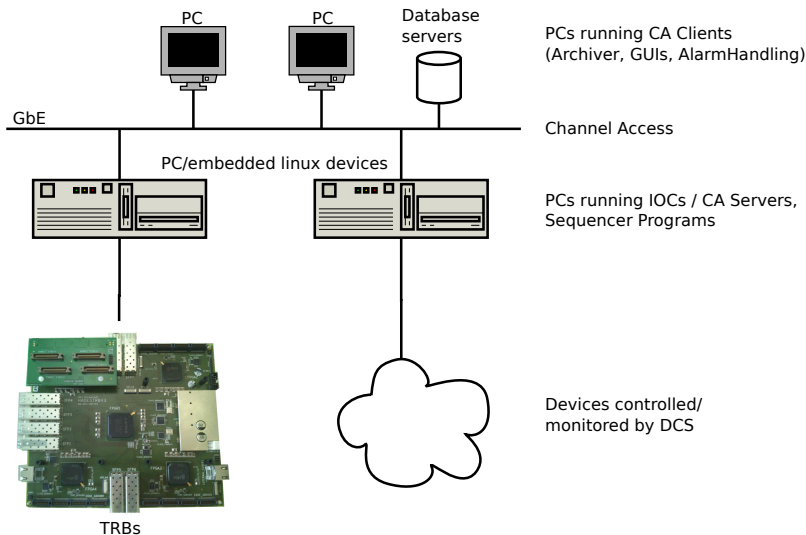 PC
PC
Database
servers
PCs running CA Clients
(Archiver, GUIs, AlarmHandling)
GbE
Channel Access
PC/embedded linux devices
PCs running IOCs / CA Servers,
Sequencer Programs
Devices controlled/
monitored by DCS
TRBs